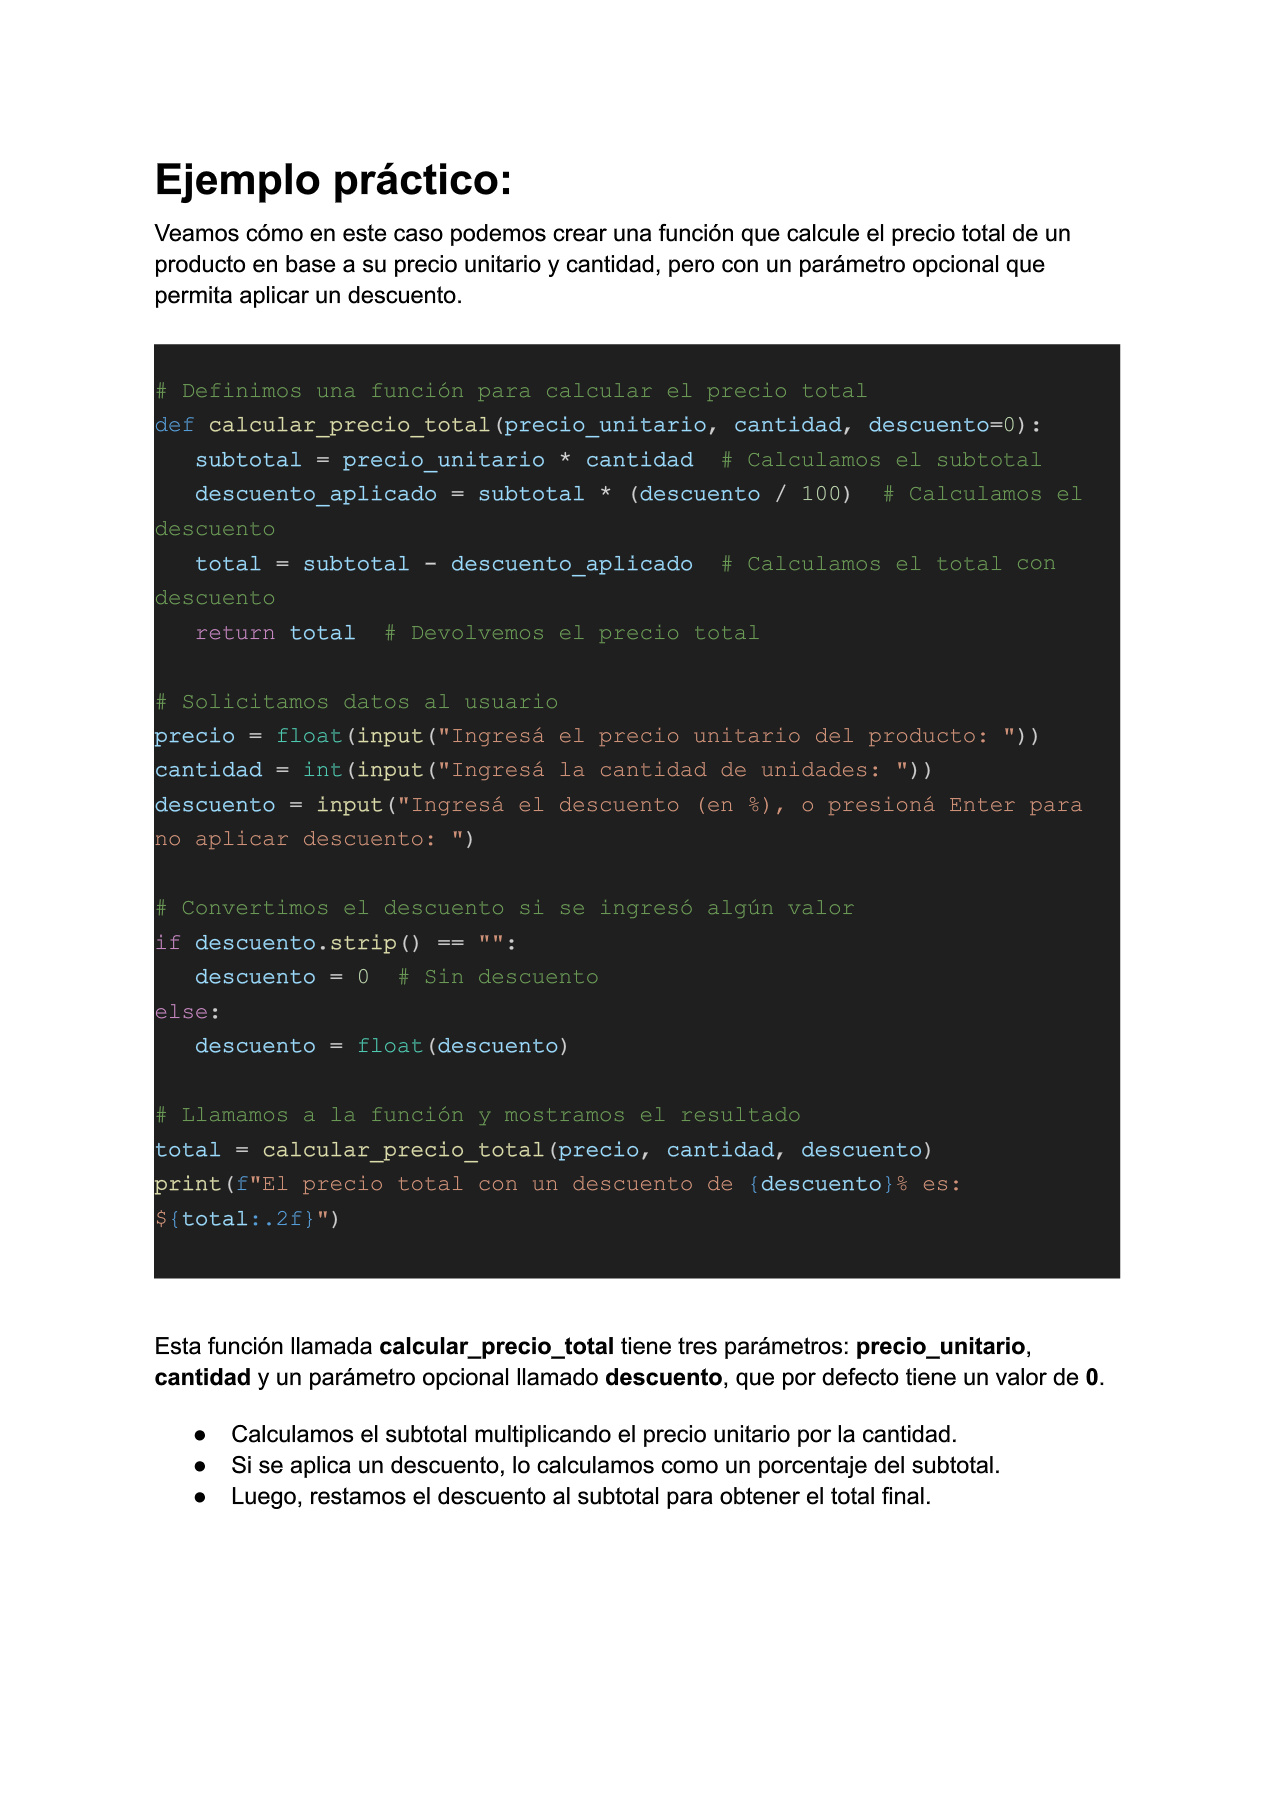 Ejemplo práctico:
Veamos cómo en este caso podemos crear una función que calcule el precio total de un
producto en base a su precio unitario y cantidad, pero con un parámetro opcional que
permita aplicar un descuento.
# Definimos una función para calcular el precio total
def calcular_precio_total(precio_unitario, cantidad, descuento=0):
   subtotal = precio_unitario * cantidad  # Calculamos el subtotal
   descuento_aplicado = subtotal * (descuento / 100)  # Calculamos el
descuento
   total = subtotal - descuento_aplicado  # Calculamos el total con
descuento
   return total  # Devolvemos el precio total
# Solicitamos datos al usuario
precio = float(input("Ingresá el precio unitario del producto: "))
cantidad = int(input("Ingresá la cantidad de unidades: "))
descuento = input("Ingresá el descuento (en %), o presioná Enter para
no aplicar descuento: ")
# Convertimos el descuento si se ingresó algún valor
if descuento.strip() == "":
   descuento = 0  # Sin descuento
else:
   descuento = float(descuento)
# Llamamos a la función y mostramos el resultado
total = calcular_precio_total(precio, cantidad, descuento)
print(f"El precio total con un descuento de {descuento}% es:
${total:.2f}")
Esta función llamada calcular_precio_total tiene tres parámetros: precio_unitario,
cantidad y un parámetro opcional llamado descuento, que por defecto tiene un valor de 0.
● Calculamos el subtotal multiplicando el precio unitario por la cantidad.
● Si se aplica un descuento, lo calculamos como un porcentaje del subtotal.
● Luego, restamos el descuento al subtotal para obtener el total final.